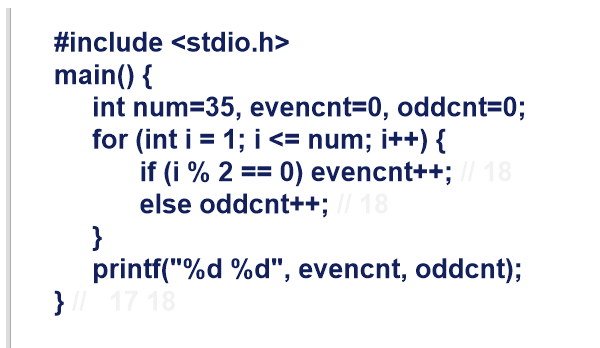 #include <stdio.h>
main() {
int num=35, evencnt=0, oddcnt=0;
for (int i = 1; i <= num; i++) {
if (i % 2 == 0) evencnt++; // 18
else oddcnt++; // 18
}
printf("%d %d", evencnt, oddcnt);
} // 17 18